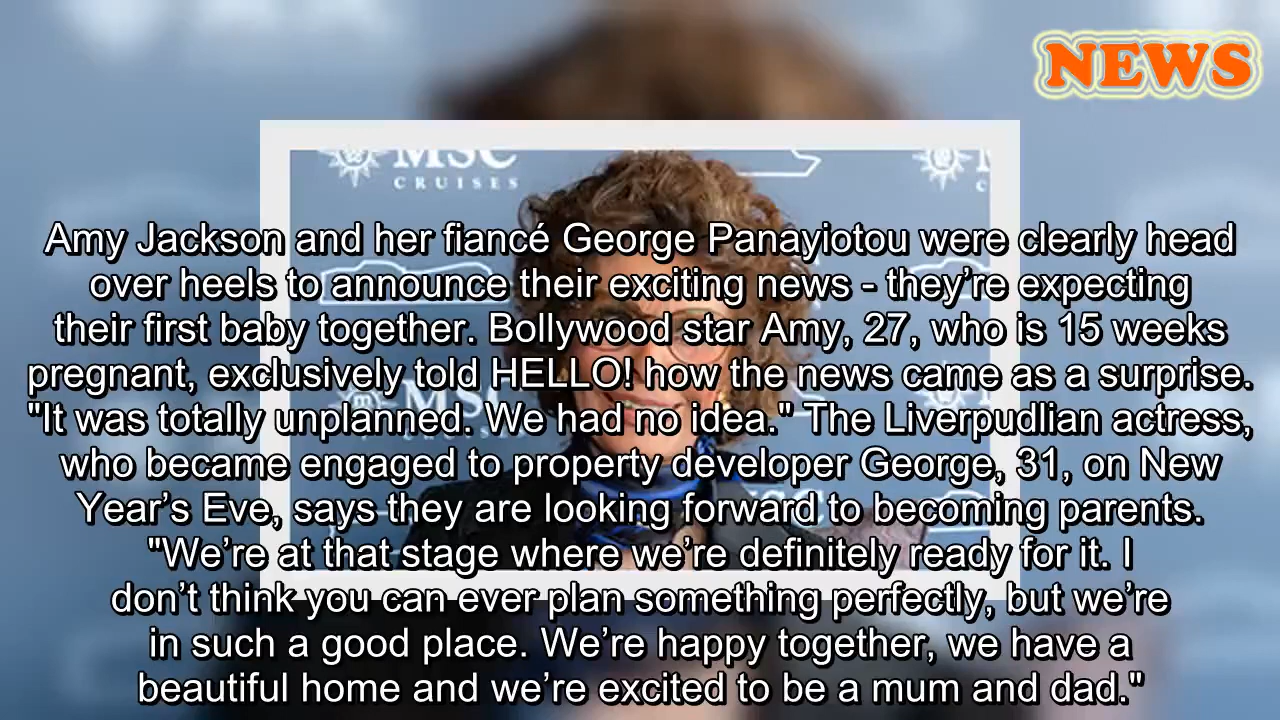 NEWS
MSC
CRUISES
Amy Jackson and her fiancé George Panayiotou were clearly head
over heels to announce their exciting news - they’re expecting
their first baby together. Bollywood star Amy, 27, who is 15 weeks
pregnant, exclusively told HELLO! how the news came as a surprise.
"It was totally unplanned. We had no idea." The Liverpudlian actress,
who became engaged to property developer George, 31, on New
Year’s Eve, says they are looking forward to becoming parents.
"We’re at that stage where we’re definitely ready for it. I
don’t think you can ever plan something perfectly, but we’re
in such a good place. We’re happy together, we have a
beautiful home and we’re excited to be a mum and dad."